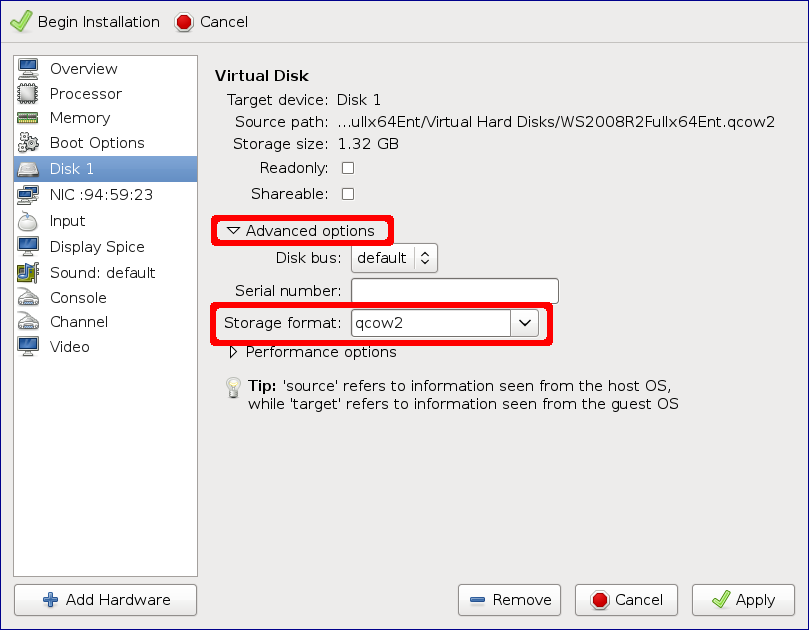 Begin Installation Cancel
Overview
Processor
Memory
Boot Options
Disk 1
NIC :94:59:23
Input
Display Spice
Sound: default
Console
Channel
Video
Virtual Disk
Target device: Disk 1
Source path: ...ullx64Ent/Virtual Hard Disks/WS2008R2Fullx64Ent.qcow2
Storage size: 1.32 GB
Readonly:
Shareable:
Advanced options
Disk bus: default
Serial number:
Storage format: qcow2
Performance options
Tip: 'source' refers to information seen from the host OS,
while 'target' refers to information seen from the guest OS
Add Hardware Remove Cancel Apply